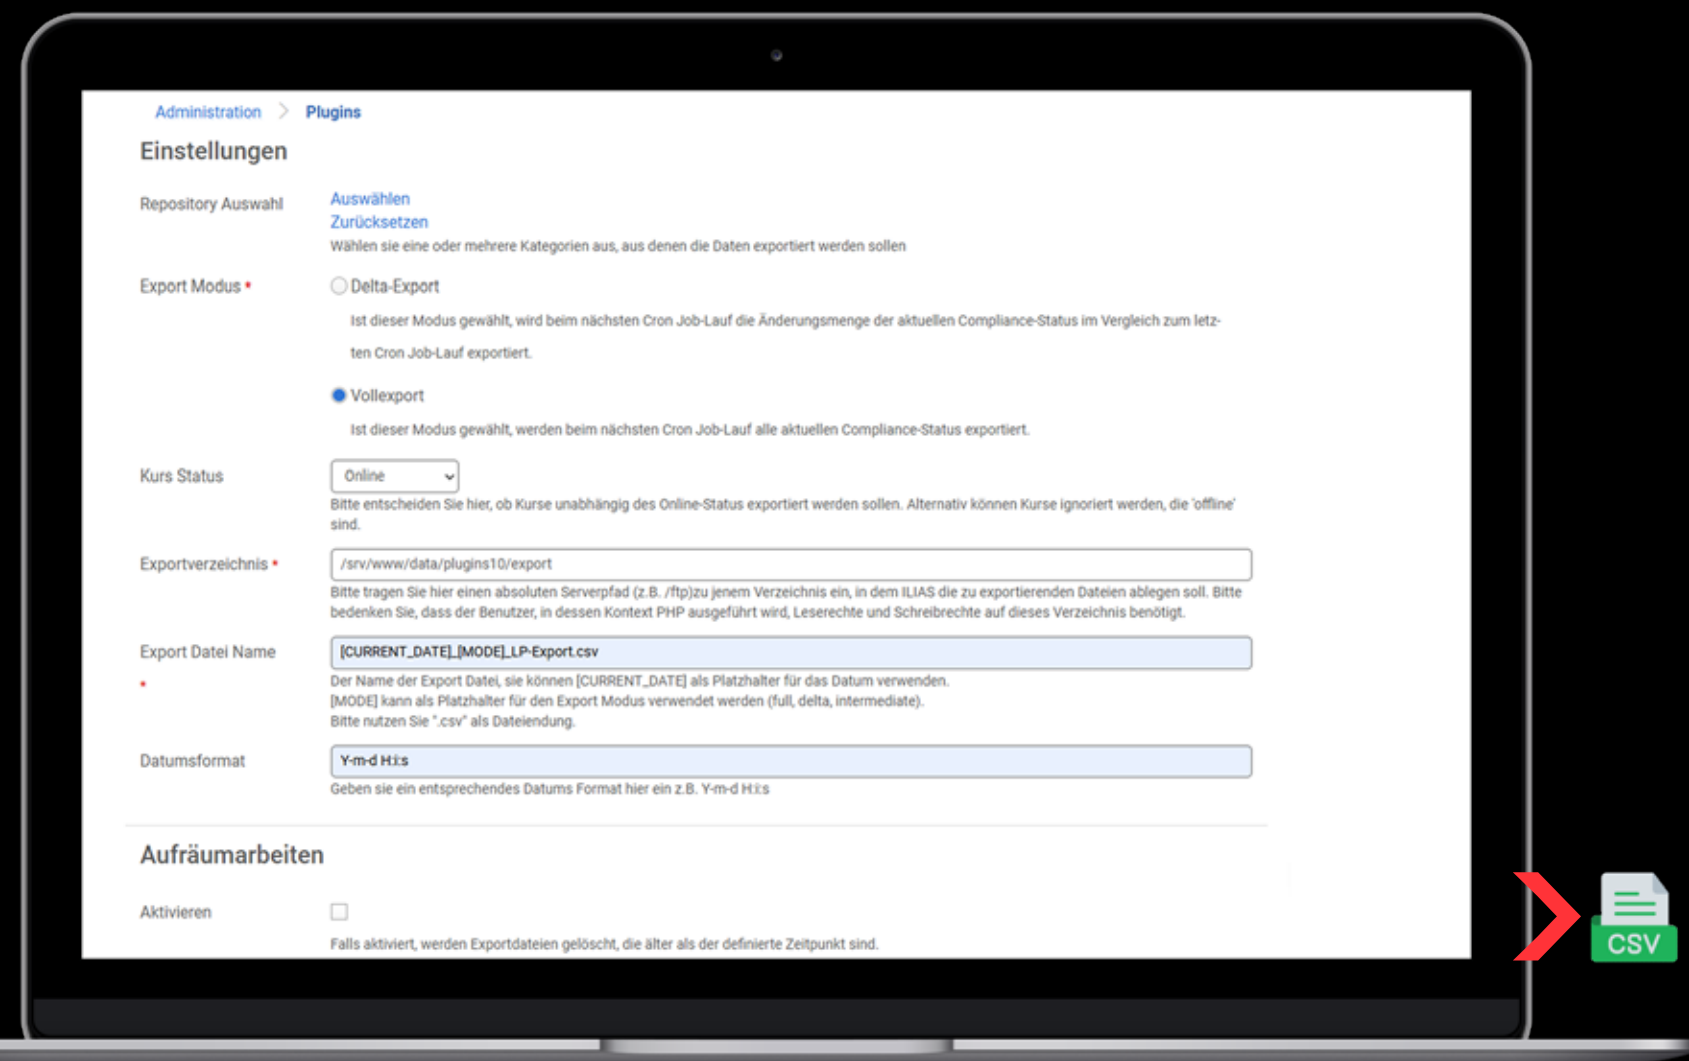 Administration > Plugins
Einstellungen
Repository Auswahl
Auswählen
Zurücksetzen
Wählen sie eine oder mehrere Kategorien aus, aus denen die Daten exportiert werden sollen
Export Modus *
Delta-Export
Ist dieser Modus gewählt, wird beim nächsten Cron Job-Lauf die Änderungsmenge der aktuellen Compliance-Status im Vergleich zum letz-
ten Cron Job-Lauf exportiert.
Vollexport
Ist dieser Modus gewählt, werden beim nächsten Cron Job-Lauf alle aktuellen Compliance-Status exportiert.
Kurs Status
Online
Bitte entscheiden Sie hier, ob Kurse unabhängig des Online-Status exportiert werden sollen. Alternativ können Kurse ignoriert werden, die 'offline'
sind.
Exportverzeichnis *
/srv/www/data/plugins10/export
Bitte tragen Sie hier einen absoluten Serverpfad (z.B. /ftp)zu jenem Verzeichnis ein, in dem ILIAS die zu exportierenden Dateien ablegen soll. Bitte
bedenken Sie, dass der Benutzer, in dessen Kontext PHP ausgeführt wird, Leserechte und Schreibrechte auf dieses Verzeichnis benötigt.
Export Datei Name
*
[CURRENT_DATE]_[MODE]_LP-Export.csv
Der Name der Export Datei, sie können [CURRENT_DATE] als Platzhalter für das Datum verwenden.
[MODE] kann als Platzhalter für den Export Modus verwendet werden (full, delta, intermediate).
Bitte nutzen Sie ".csv" als Dateiendung.
Datumsformat
Y-m-d H:i:s
Geben sie ein entsprechendes Datums Format hier ein z.B. Y-m-d H:i:s
Aufräumarbeiten
Aktivieren
Falls aktiviert, werden Exportdateien gelöscht, die älter als der definierte Zeitpunkt sind.
CSV